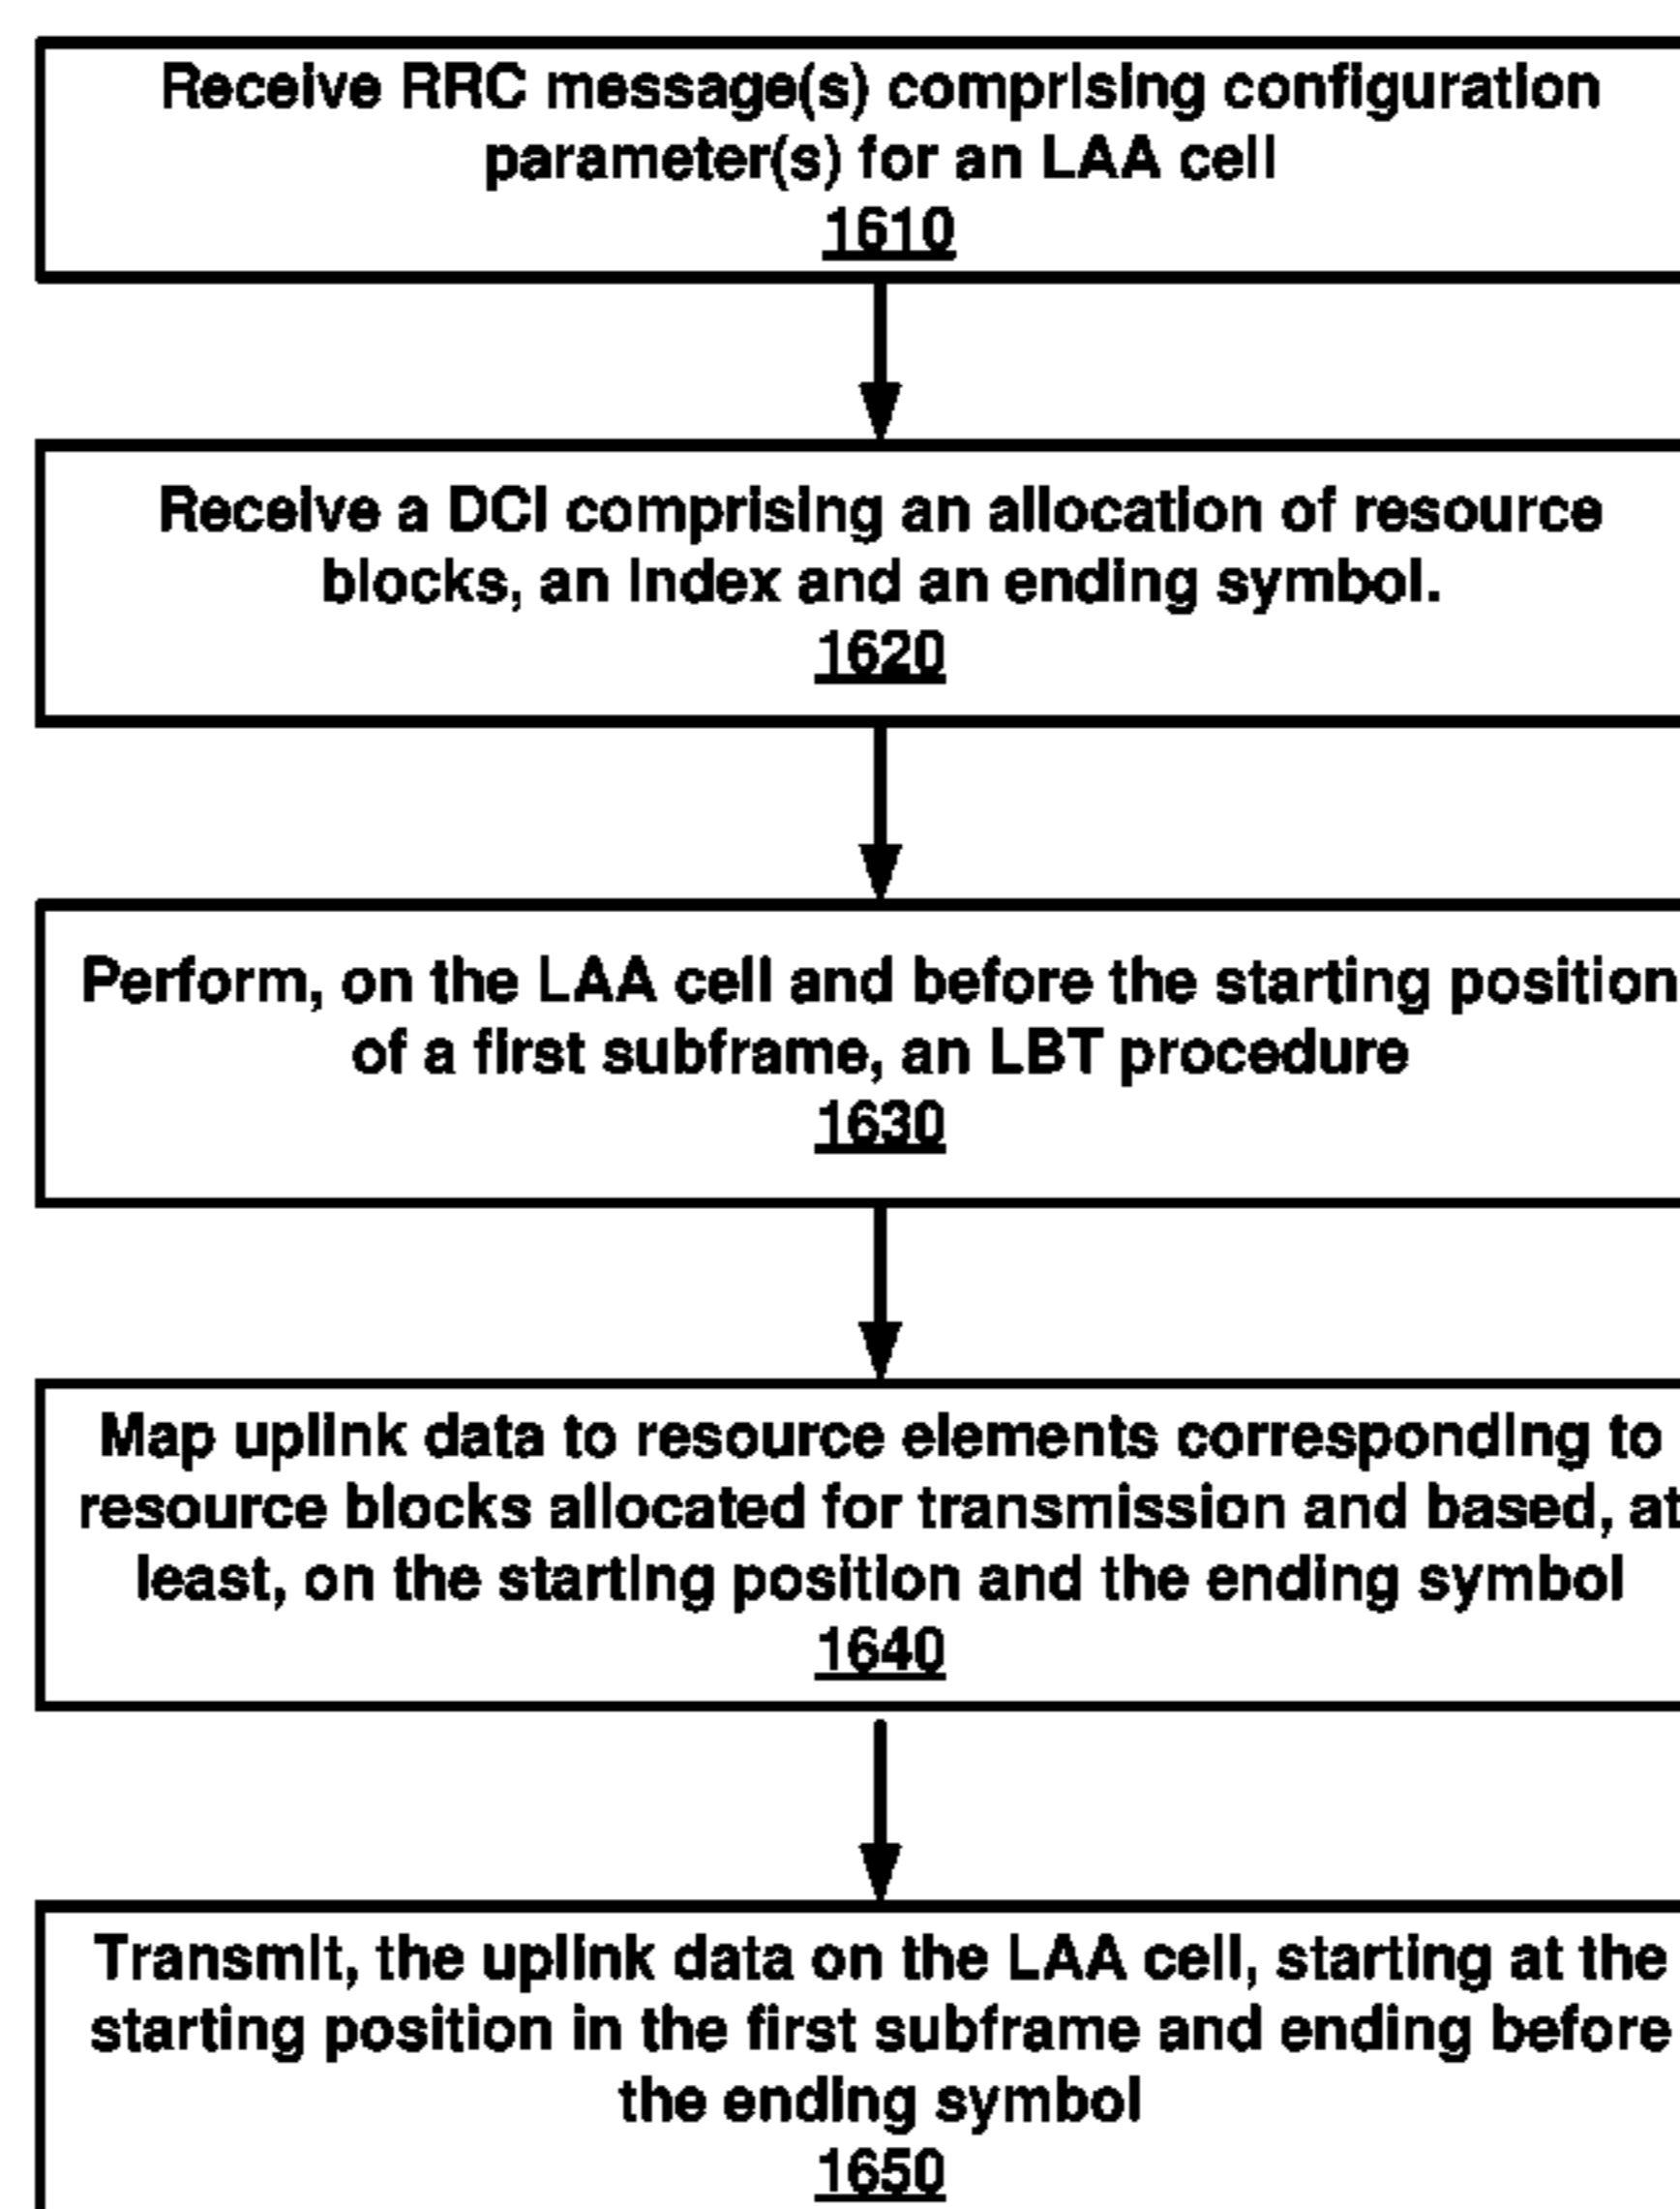 Receive RRC message(s) comprising configuration
parameter(s) for an LAA cell
1610
Receive a DCI comprising an allocation of resource
blocks, an index and an ending symbol.
1620
Perform, on the LAA cell and before the starting position
of a first subframe, an LBT procedure
1630
Map uplink data to resource elements corresponding to
resource blocks allocated for transmission and based, at
least, on the starting position and the ending symbol
1640
Transmit, the uplink data on the LAA cell, starting at the
starting position in the first subframe and ending before
the ending symbol
1650